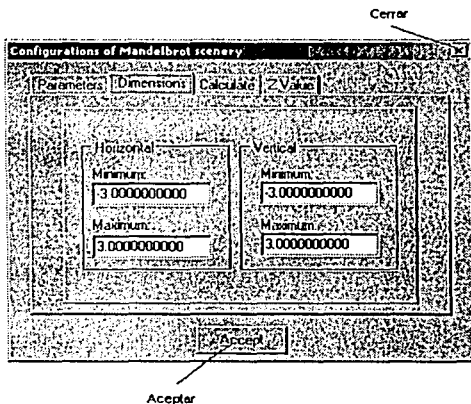 Cerrar
Configurations of Mandelbrot scenery
Parameters Dimensions Calculate Z Value
Horizontal Vertical
Minimum: Minimum:
-3.0000000000 -3.0000000000
Maximum: Maximum:
3.0000000000 3.0000000000
Accept
Aceptar